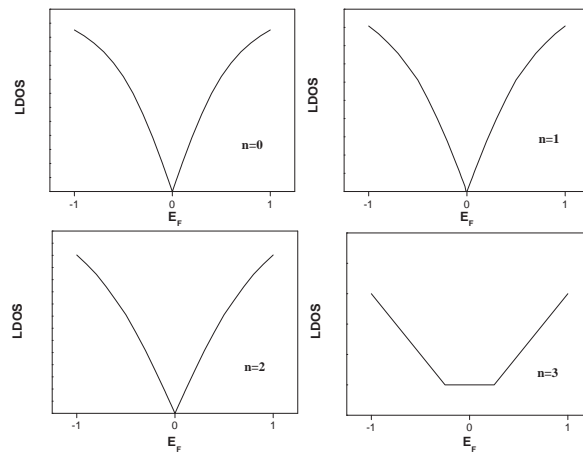 LDOS
n=0
-1 0 1
E_F
LDOS
n=1
-1 0 1
E_F
LDOS
n=2
-1 0 1
E_F
LDOS
n=3
-1 0 1
E_F